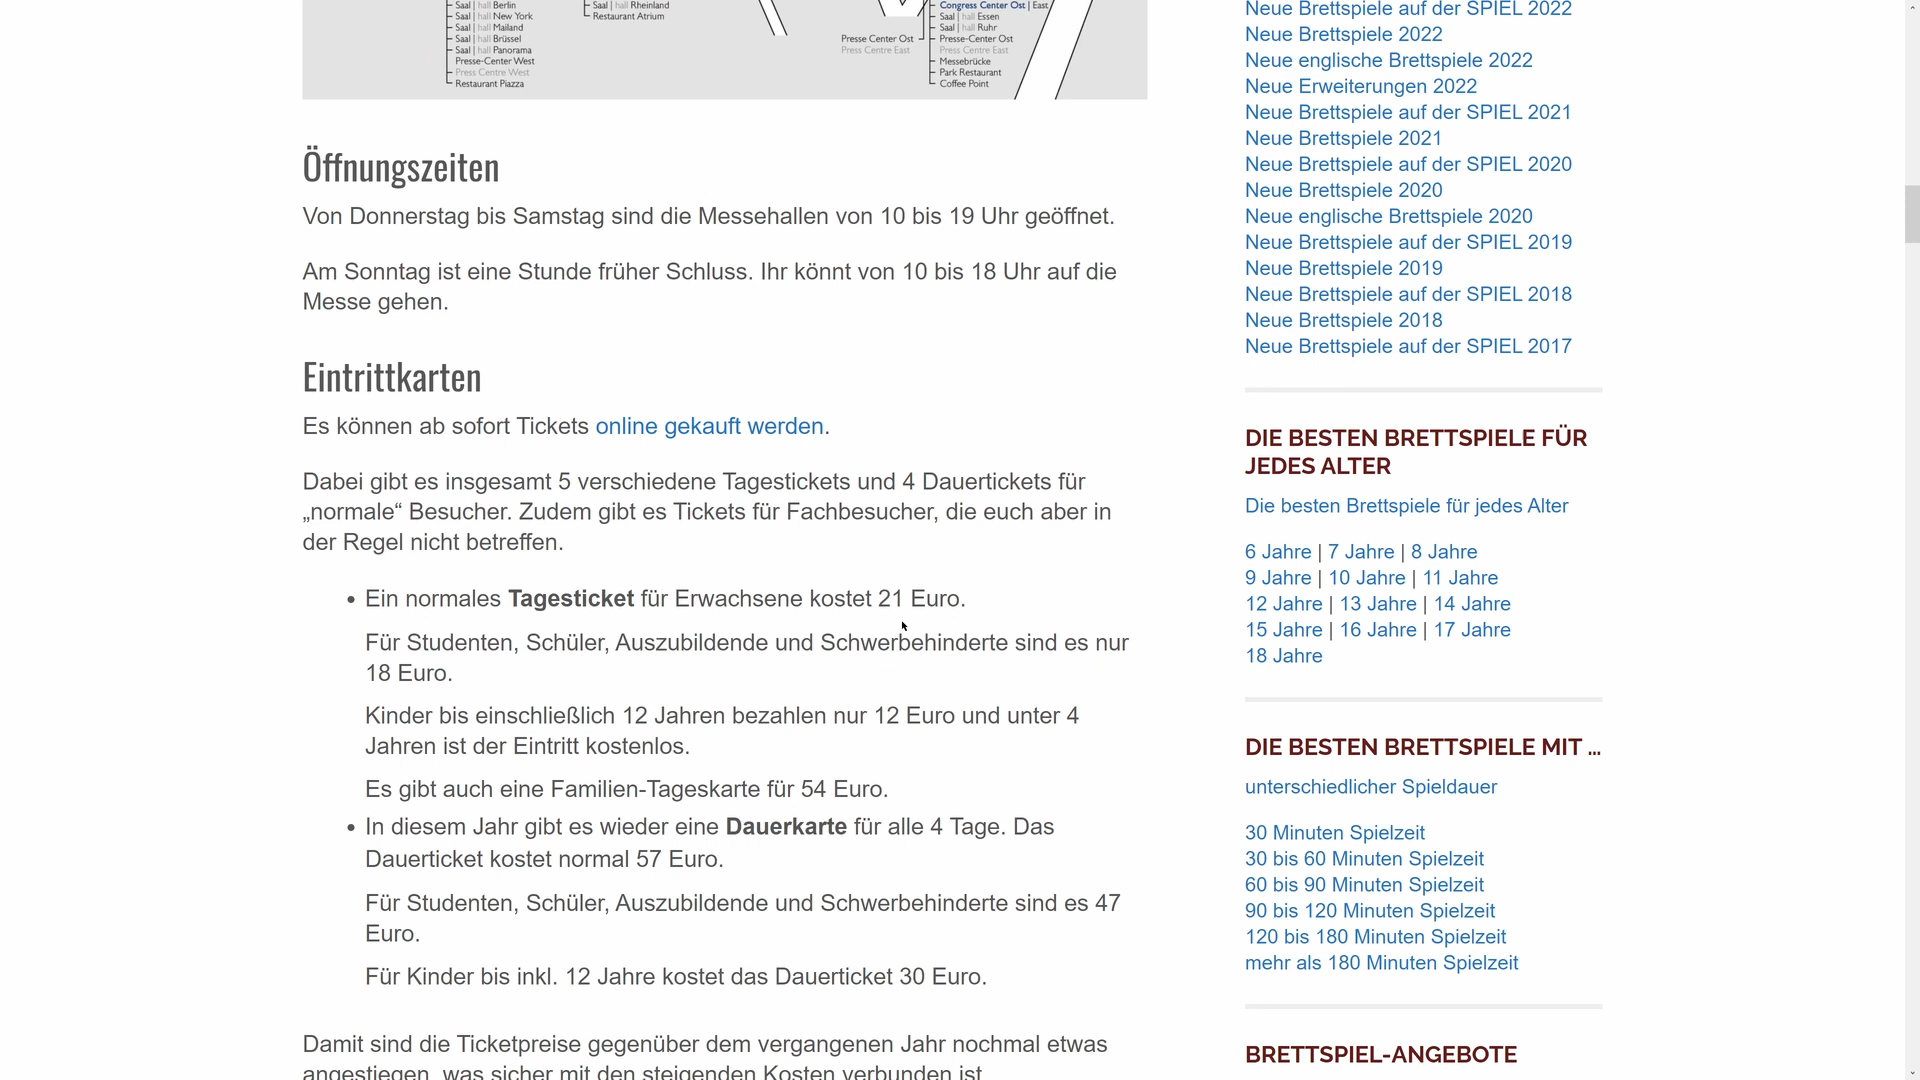 Saal | hall Berlin
Saal | hall New York
Saal | hall Mailand
Saal | hall Brüssel
Saal | hall Panorama
Presse-Center West
Press Centre West
Restaurant Piazza
Saal | hall Rheinland
Restaurant Atrium
Presse Center Ost
Press Centre East
Congress Center Ost | East
Saal | hall Essen
Saal | hall Ruhr
Presse-Center Ost
Press Centre East
Messebrücke
Park Restaurant
Coffee Point
Öffnungszeiten
Von Donnerstag bis Samstag sind die Messehallen von 10 bis 19 Uhr geöffnet.
Am Sonntag ist eine Stunde früher Schluss. Ihr könnt von 10 bis 18 Uhr auf die
Messe gehen.
Eintrittkarten
Es können ab sofort Tickets online gekauft werden.
Dabei gibt es insgesamt 5 verschiedene Tagestickets und 4 Dauertickets für
„normale“ Besucher. Zudem gibt es Tickets für Fachbesucher, die euch aber in
der Regel nicht betreffen.
• Ein normales Tagesticket für Erwachsene kostet 21 Euro.
Für Studenten, Schüler, Auszubildende und Schwerbehinderte sind es nur
18 Euro.
Kinder bis einschließlich 12 Jahren bezahlen nur 12 Euro und unter 4
Jahren ist der Eintritt kostenlos.
Es gibt auch eine Familien-Tageskarte für 54 Euro.
• In diesem Jahr gibt es wieder eine Dauerkarte für alle 4 Tage. Das
Dauerticket kostet normal 57 Euro.
Für Studenten, Schüler, Auszubildende und Schwerbehinderte sind es 47
Euro.
Für Kinder bis inkl. 12 Jahre kostet das Dauerticket 30 Euro.
Damit sind die Ticketpreise gegenüber dem vergangenen Jahr nochmal etwas
angestiegen, was sicher mit den steigenden Kosten verbunden ist.
Neue Brettspiele auf der SPIEL 2022
Neue Brettspiele 2022
Neue englische Brettspiele 2022
Neue Erweiterungen 2022
Neue Brettspiele auf der SPIEL 2021
Neue Brettspiele 2021
Neue Brettspiele auf der SPIEL 2020
Neue Brettspiele 2020
Neue englische Brettspiele 2020
Neue Brettspiele auf der SPIEL 2019
Neue Brettspiele 2019
Neue Brettspiele auf der SPIEL 2018
Neue Brettspiele 2018
Neue Brettspiele auf der SPIEL 2017
DIE BESTEN BRETTSPIELE FÜR
JEDES ALTER
Die besten Brettspiele für jedes Alter
6 Jahre | 7 Jahre | 8 Jahre
9 Jahre | 10 Jahre | 11 Jahre
12 Jahre | 13 Jahre | 14 Jahre
15 Jahre | 16 Jahre | 17 Jahre
18 Jahre
DIE BESTEN BRETTSPIELE MIT ...
unterschiedlicher Spieldauer
30 Minuten Spielzeit
30 bis 60 Minuten Spielzeit
60 bis 90 Minuten Spielzeit
90 bis 120 Minuten Spielzeit
120 bis 180 Minuten Spielzeit
mehr als 180 Minuten Spielzeit
BRETTSPIEL-ANGEBOTE